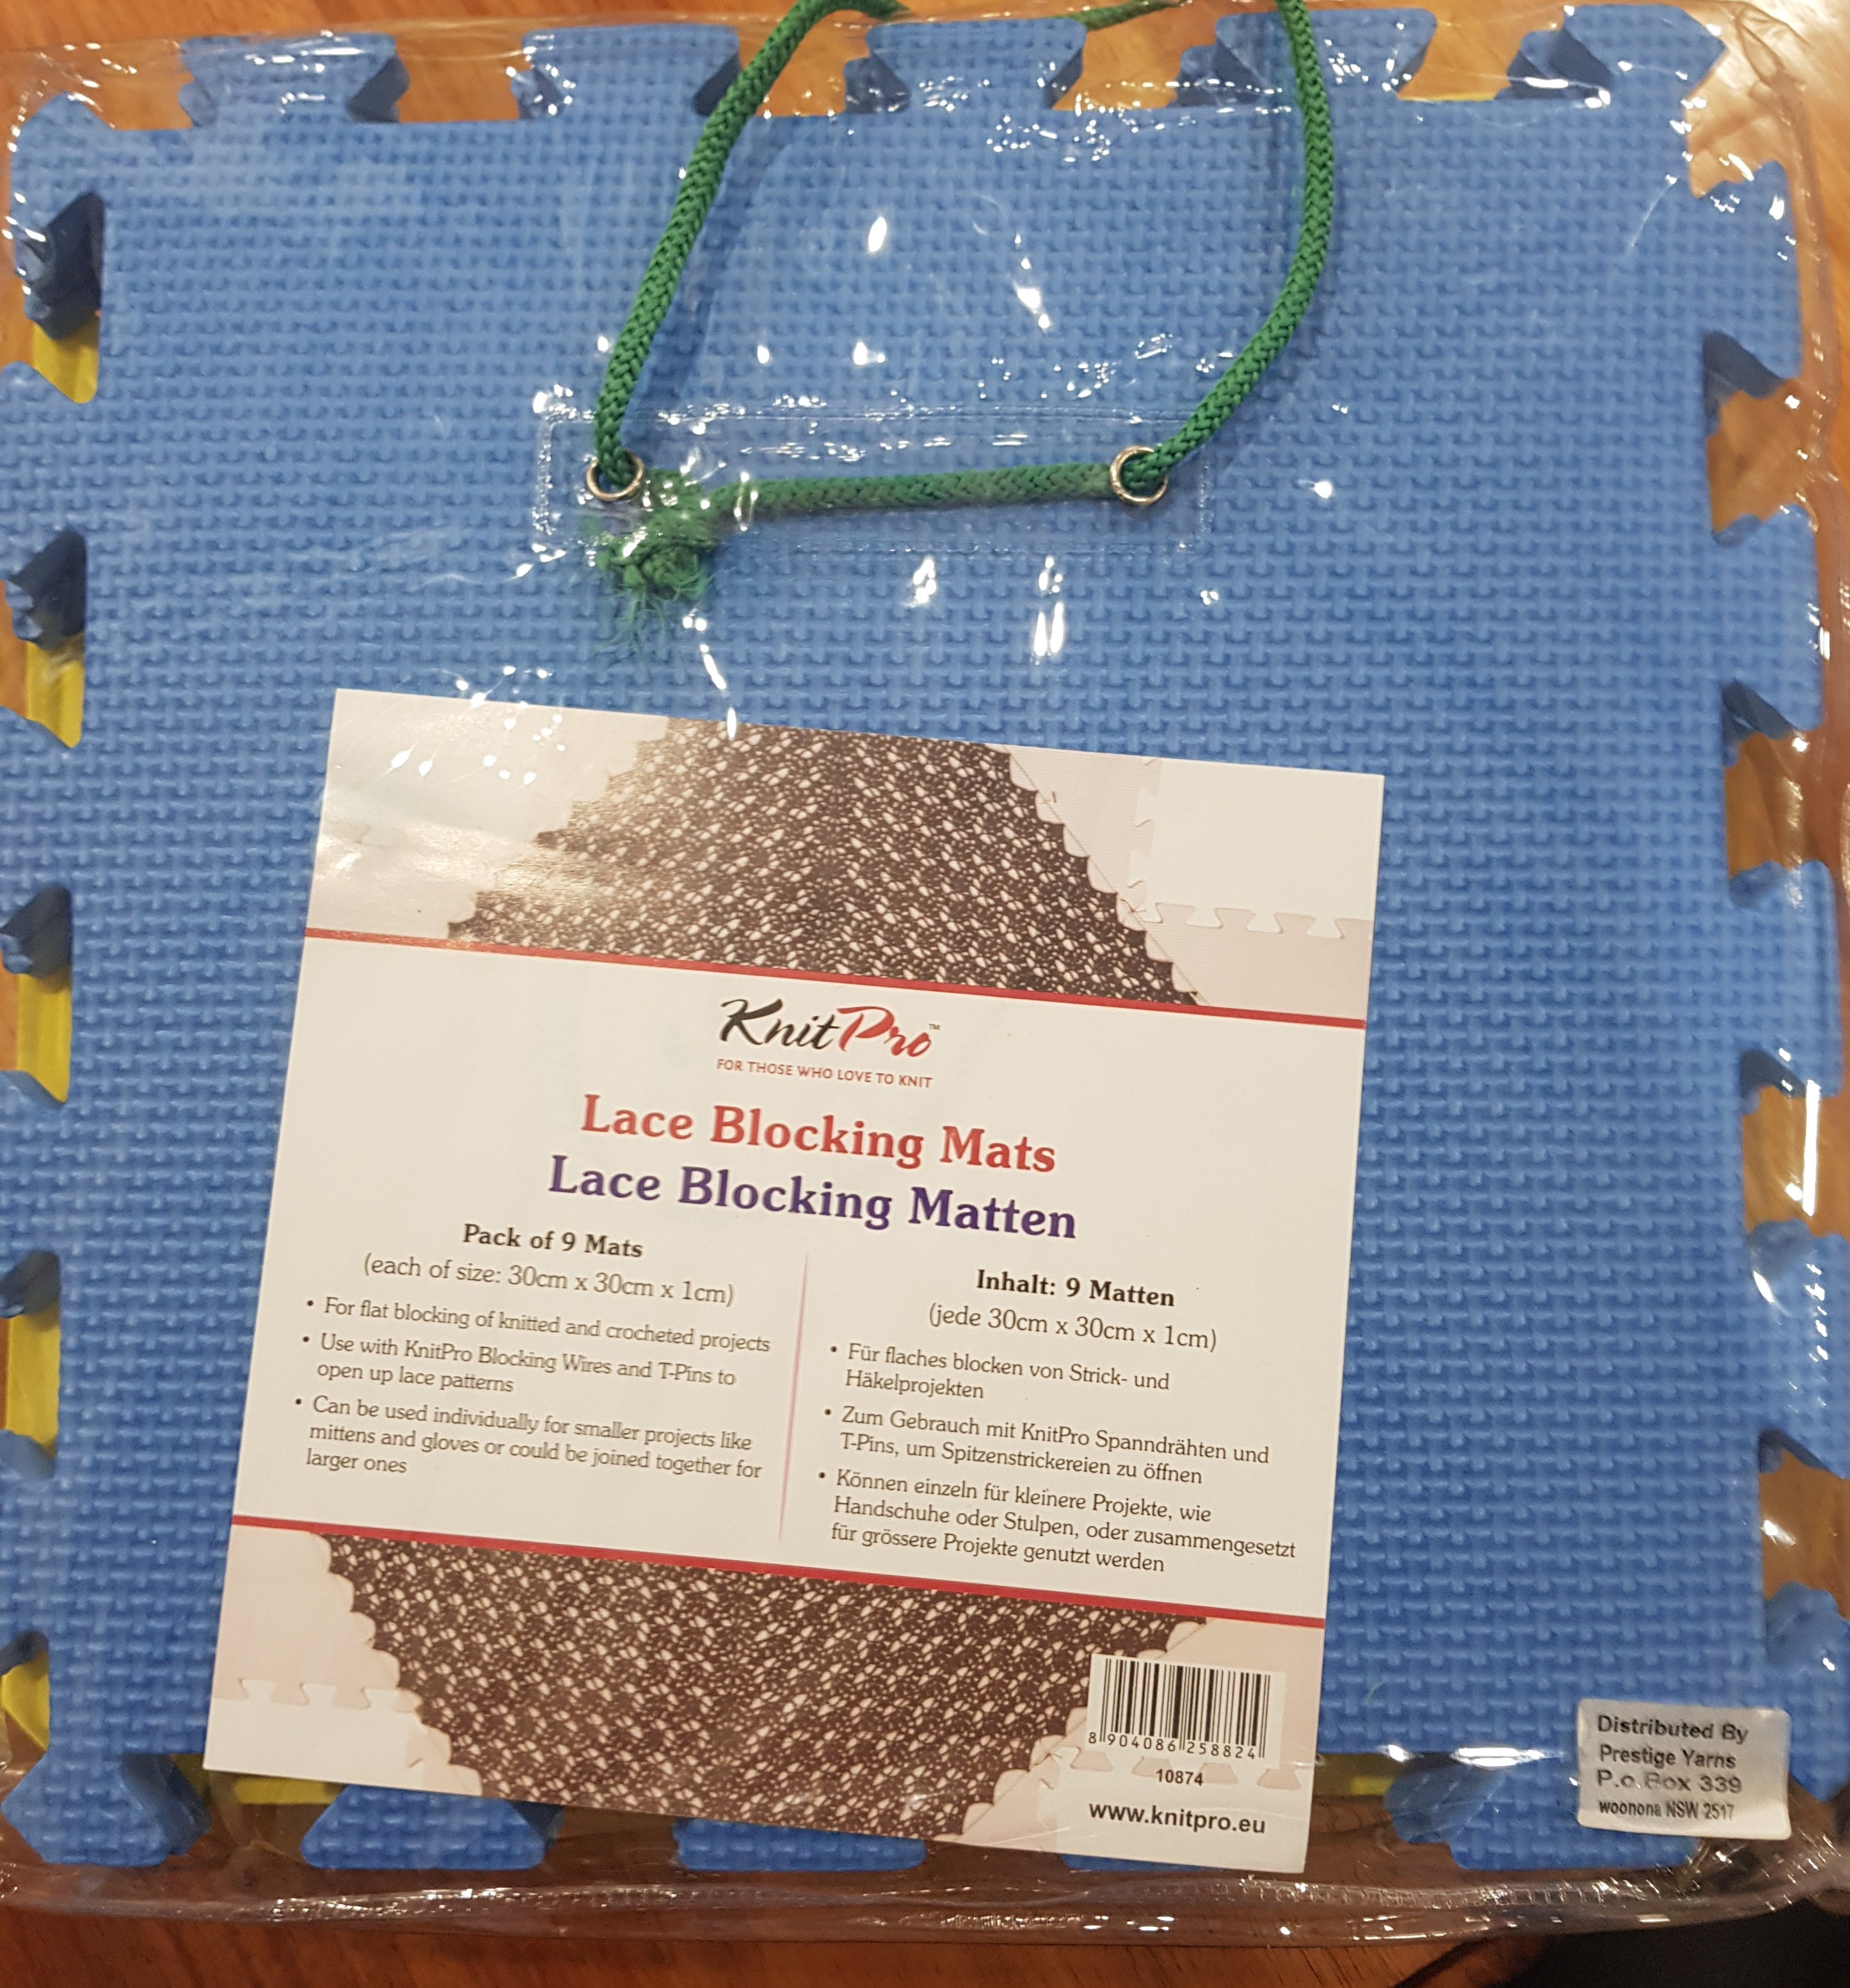 KnitPro™
FOR THOSE WHO LOVE TO KNIT
Lace Blocking Mats
Lace Blocking Matten
Pack of 9 Mats
(each of size: 30cm x 30cm x 1cm)
• For flat blocking of knitted and crocheted projects
• Use with KnitPro Blocking Wires and T-Pins to
open up lace patterns
• Can be used individually for smaller projects like
mittens and gloves or could be joined together for
larger ones
Inhalt: 9 Matten
(jede 30cm x 30cm x 1cm)
• Für flaches blocken von Strick- und
Häkelprojekten
• Zum Gebrauch mit KnitPro Spanndrähten und
T-Pins, um Spitzenstrickereien zu öffnen
• Können einzeln für kleinere Projekte, wie
Handschuhe oder Stulpen, oder zusammengesetzt
für grössere Projekte genutzt werden
8 904086 258824
10874
www.knitpro.eu
Distributed By
Prestige Yarns
P.o.Box 339
woonona NSW 2517